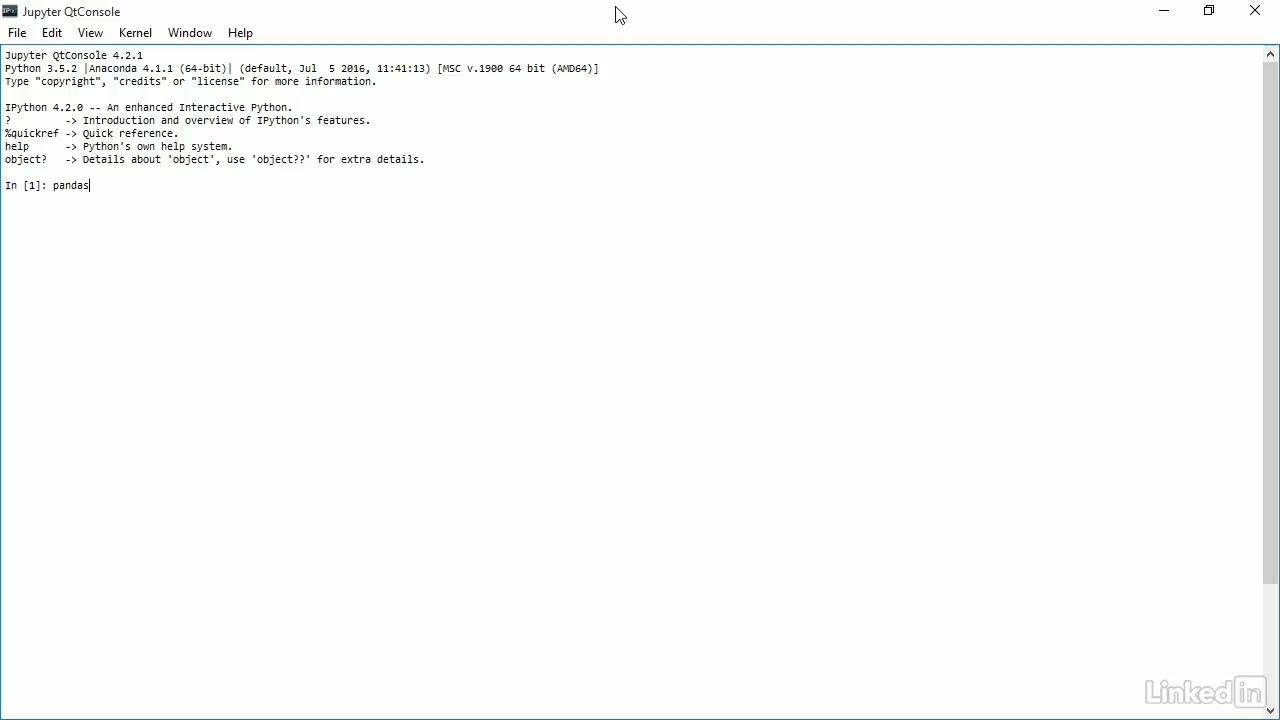 Jupyter QtConsole
File Edit View Kernel Window Help
Jupyter QtConsole 4.2.1
Python 3.5.2 |Anaconda 4.1.1 (64-bit)| (default, Jul  5 2016, 11:41:13) [MSC v.1900 64 bit (AMD64)]
Type "copyright", "credits" or "license" for more information.
IPython 4.2.0 -- An enhanced Interactive Python.
?         -> Introduction and overview of IPython's features.
%quickref -> Quick reference.
help      -> Python's own help system.
object?   -> Details about 'object', use 'object??' for extra details.
In [1]: pandas
Linked in